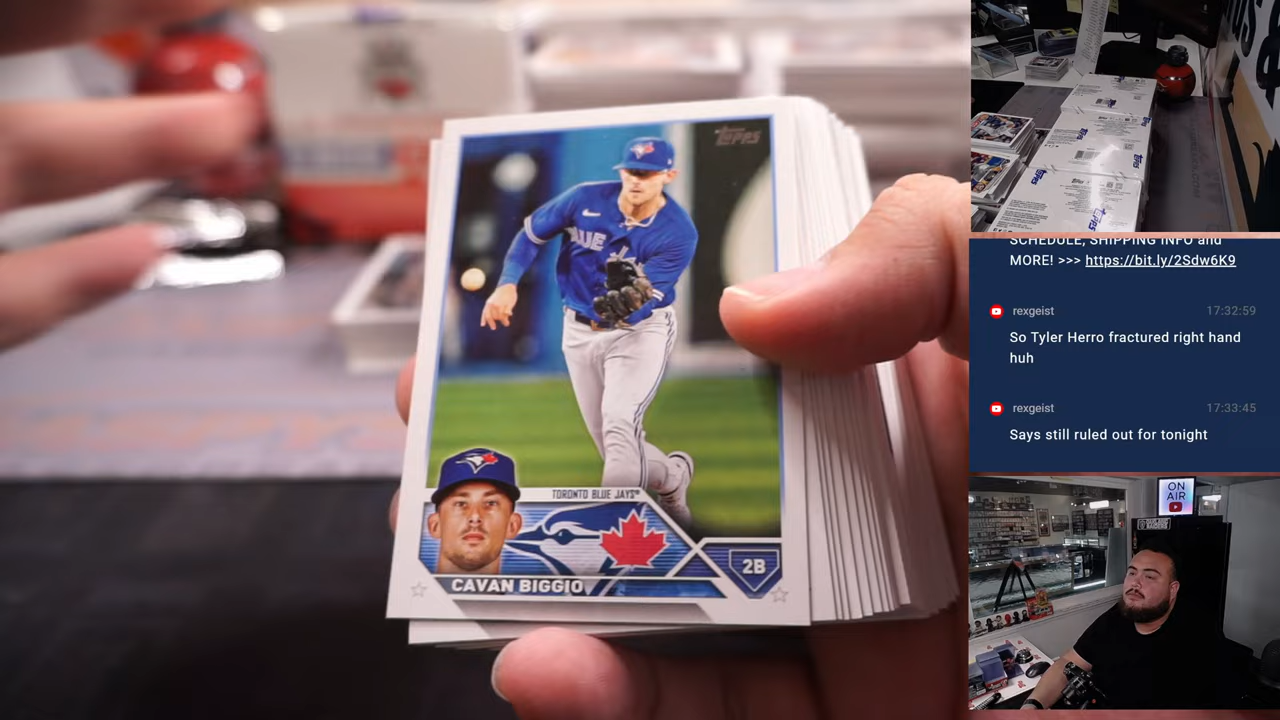 TOPPS
BLUE
TORONTO BLUE JAYS®
2B
CAVAN BIGGIO
SCHEDULE, SHIPPING INFO and
MORE! >>> https://bit.ly/2Sdw6K9
rexgeist 17:32:59
So Tyler Herro fractured right hand
huh
rexgeist 17:33:45
Says still ruled out for tonight
ON
AIR